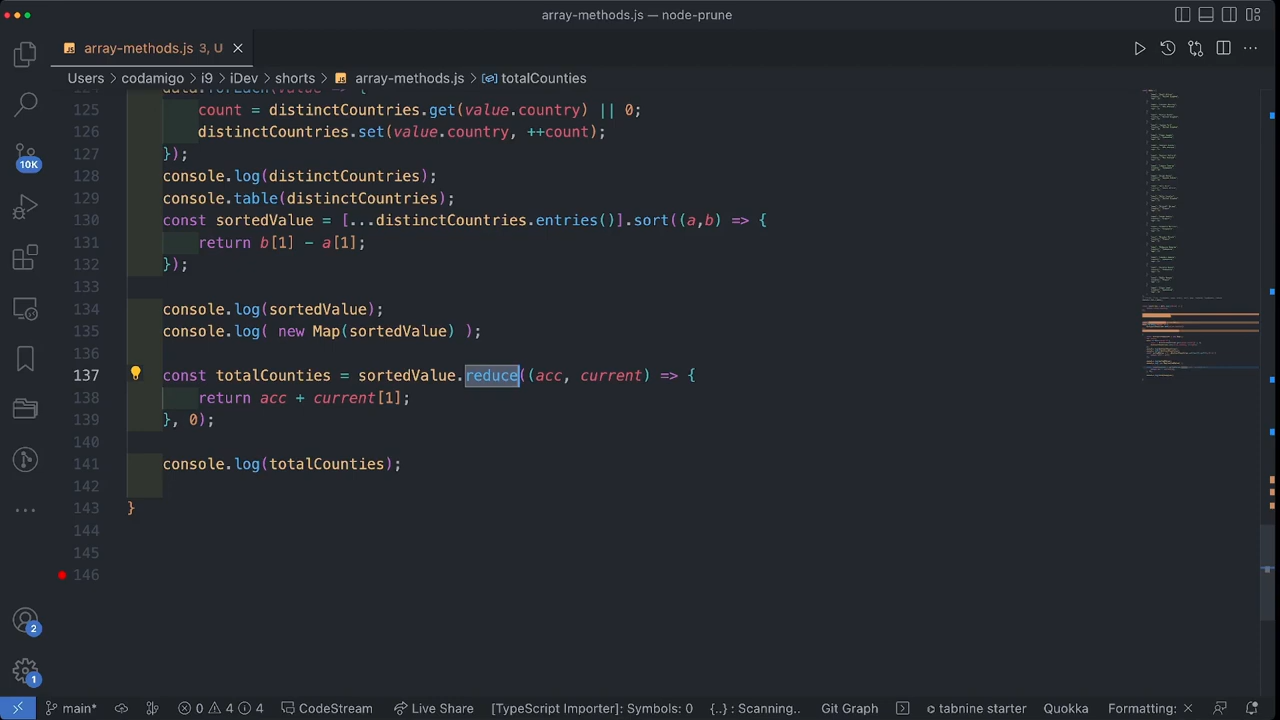 array-methods.js — node-prune
array-methods.js 3, U
Users > codamigo > i9 > iDev > shorts > array-methods.js > totalCounties
125 count = distinctCountries.get(value.country) || 0;
126 distinctCountries.set(value.country, ++count);
127 });
128 console.log(distinctCountries);
129 console.table(distinctCountries);
130 const sortedValue = [...distinctCountries.entries()].sort((a,b) => {
131 return b[1] - a[1];
132 });
133
134 console.log(sortedValue);
135 console.log( new Map(sortedValue) );
136
137 const totalCounties = sortedValue.reduce((acc, current) => {
138 return acc + current[1];
139 }, 0);
140
141 console.log(totalCounties);
142
143 }
144
145
146
10K
2
1
main* 0 4 4 CodeStream Live Share [TypeScript Importer]: Symbols: 0 {..} : Scanning.. Git Graph tabnine starter Quokka Formatting: ×